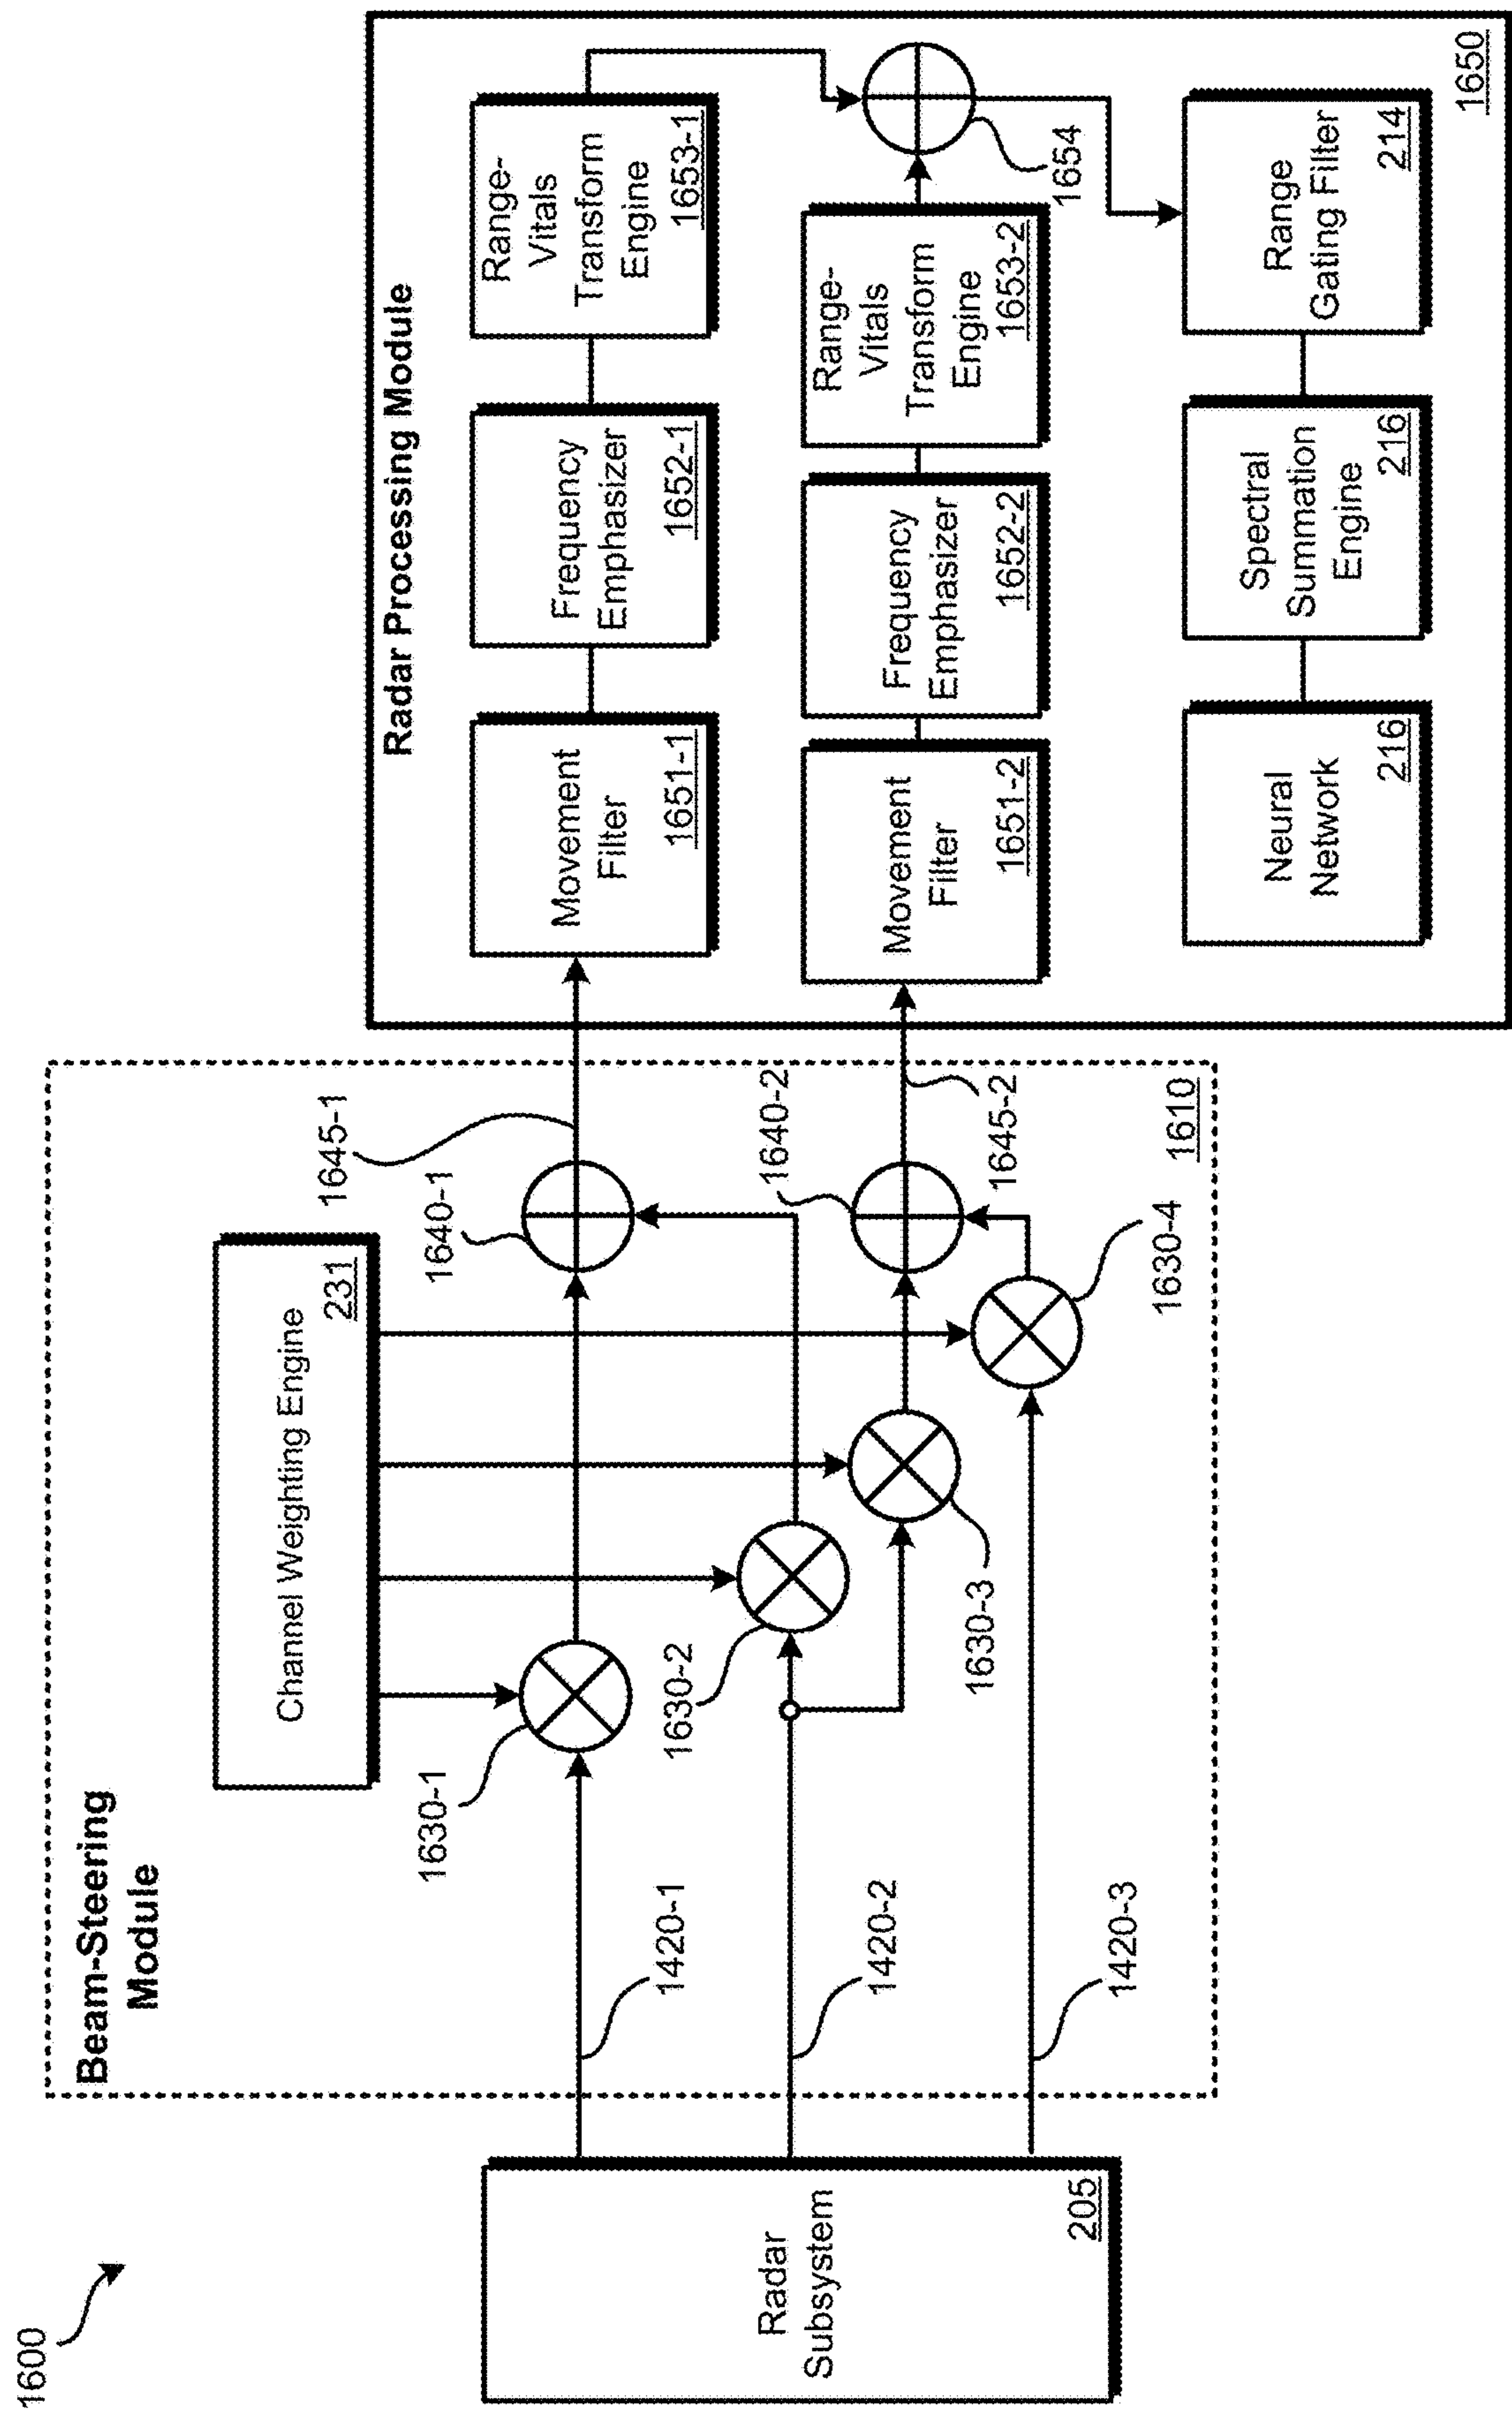 1600
Radar
Subsystem
205
Beam-Steering
Module
Channel Weighting Engine
231
1420-1
1420-2
1420-3
1630-1
1630-2
1630-3
1630-4
1640-1
1645-1
1640-2
1645-2
1610
Radar Processing Module
Movement
Filter
1651-1
Frequency
Emphasizer
1652-1
Range-
Vitals
Transform
Engine
1653-1
Movement
Filter
1651-2
Frequency
Emphasizer
1652-2
Range-
Vitals
Transform
Engine
1653-2
1654
Neural
Network
216
Spectral
Summation
Engine
216
Range
Gating Filter
214
1650